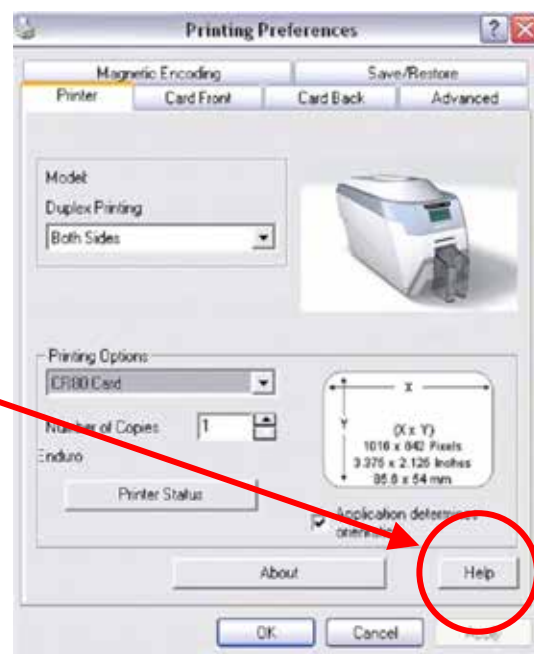 Printing Preferences
?
Magnetic Encoding Save/Restore
Printer Card Front Card Back Advanced
Model:
Duplex Printing
Both Sides
Printing Options
CR80 Card
Number of Copies 1
Enduro
Printer Status
X
Y
(X x Y)
1016 x 642 Pixels
3.375 x 2.125 Inches
85.6 x 54 mm
Application determines
orientation
About Help
OK Cancel Apply